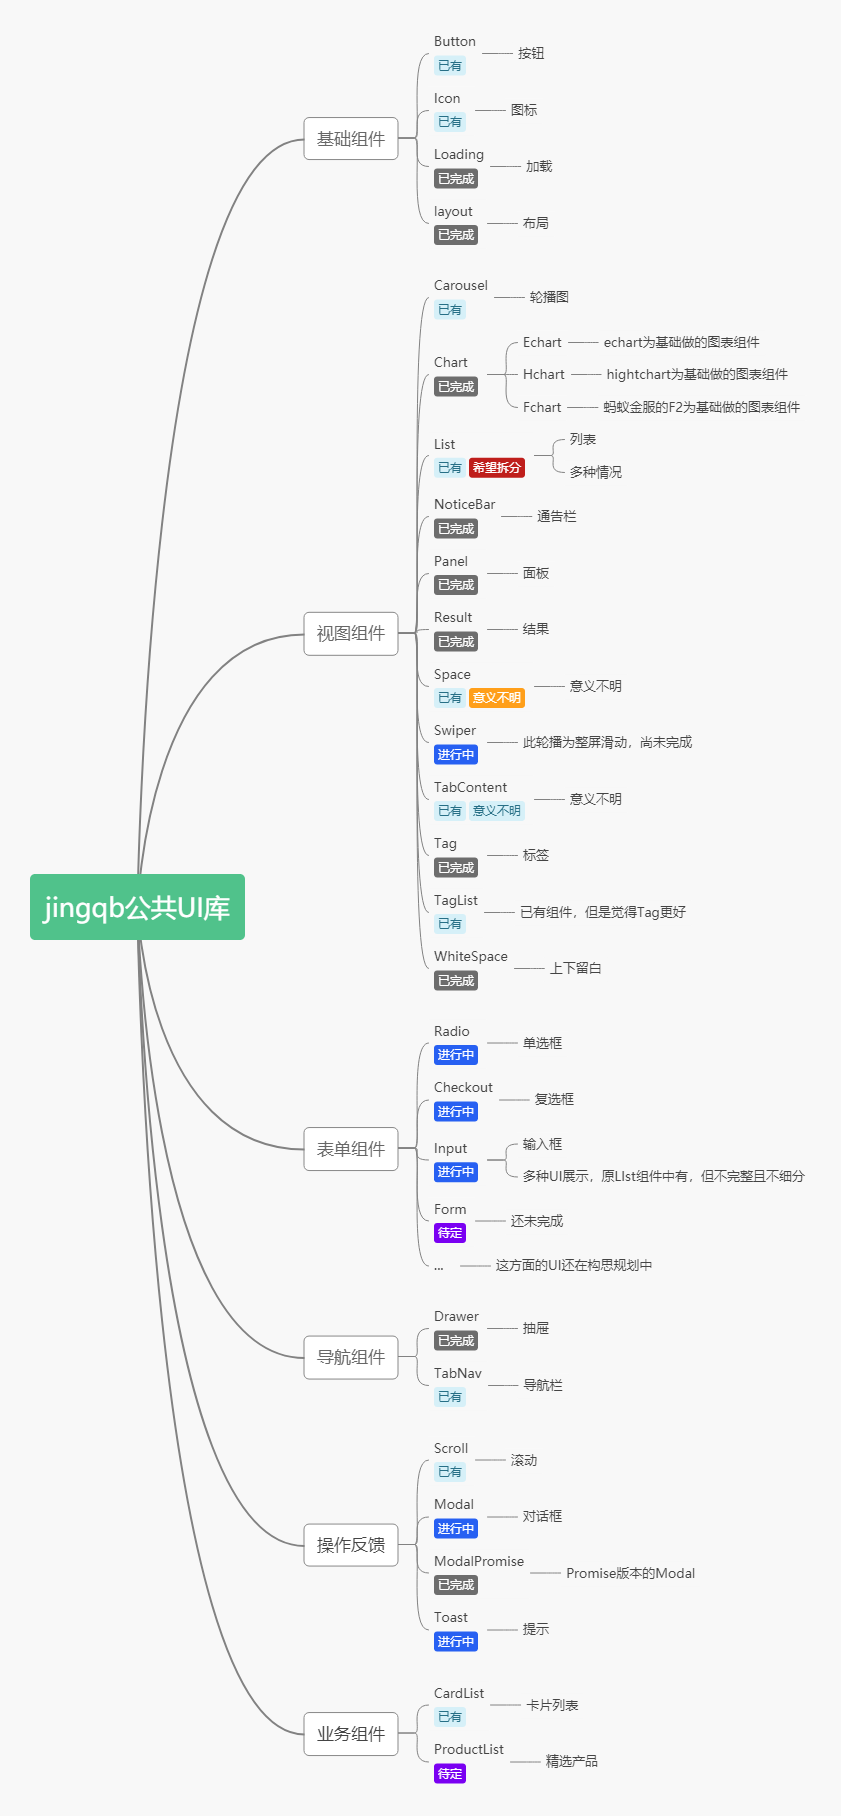 jingqb公共UI库
基础组件
Button
已有
按钮
Icon
已有
图标
Loading
已完成
加载
layout
已完成
布局
视图组件
Carousel
已有
轮播图
Chart
已完成
Echart
echart为基础做的图表组件
Hchart
hightchart为基础做的图表组件
Fchart
蚂蚁金服的F2为基础做的图表组件
List
已有 希望拆分
列表
多种情况
NoticeBar
已完成
通告栏
Panel
已完成
面板
Result
已完成
结果
Space
已有 意义不明
意义不明
Swiper
进行中
此轮播为整屏滑动，尚未完成
TabContent
已有 意义不明
意义不明
Tag
已完成
标签
TagList
已有
已有组件，但是觉得Tag更好
WhiteSpace
已完成
上下留白
表单组件
Radio
进行中
单选框
Checkout
进行中
复选框
Input
进行中
输入框
多种UI展示，原LIst组件中有，但不完整且不细分
Form
待定
还未完成
...
这方面的UI还在构思规划中
导航组件
Drawer
已完成
抽屉
TabNav
已有
导航栏
操作反馈
Scroll
已有
滚动
Modal
进行中
对话框
ModalPromise
已完成
Promise版本的Modal
Toast
进行中
提示
业务组件
CardList
已有
卡片列表
ProductList
待定
精选产品